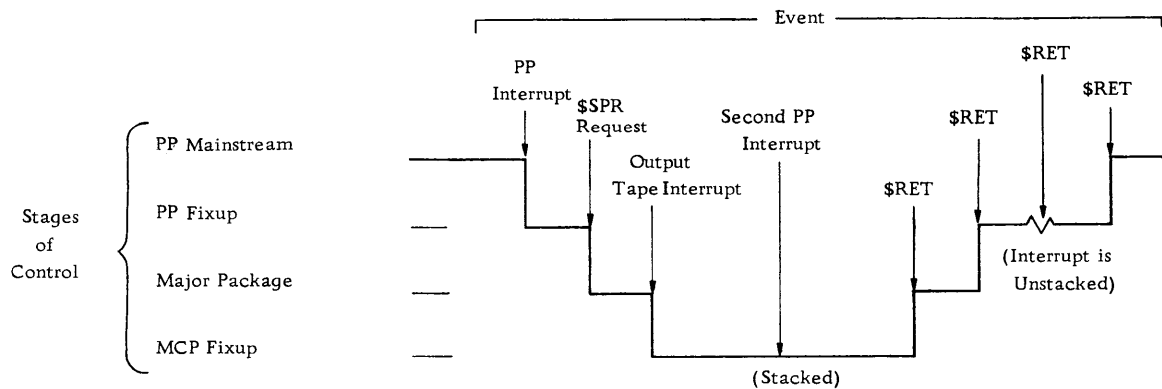 Event
$RET
PP
Interrupt
$RET
$SPR
Request
Second PP
Interrupt
$RET
PP Mainstream
Output
Tape Interrupt
$RET
PP Fixup
Stages
of
Control
(Interrupt is
Unstacked)
Major Package
MCP Fixup
(Stacked)